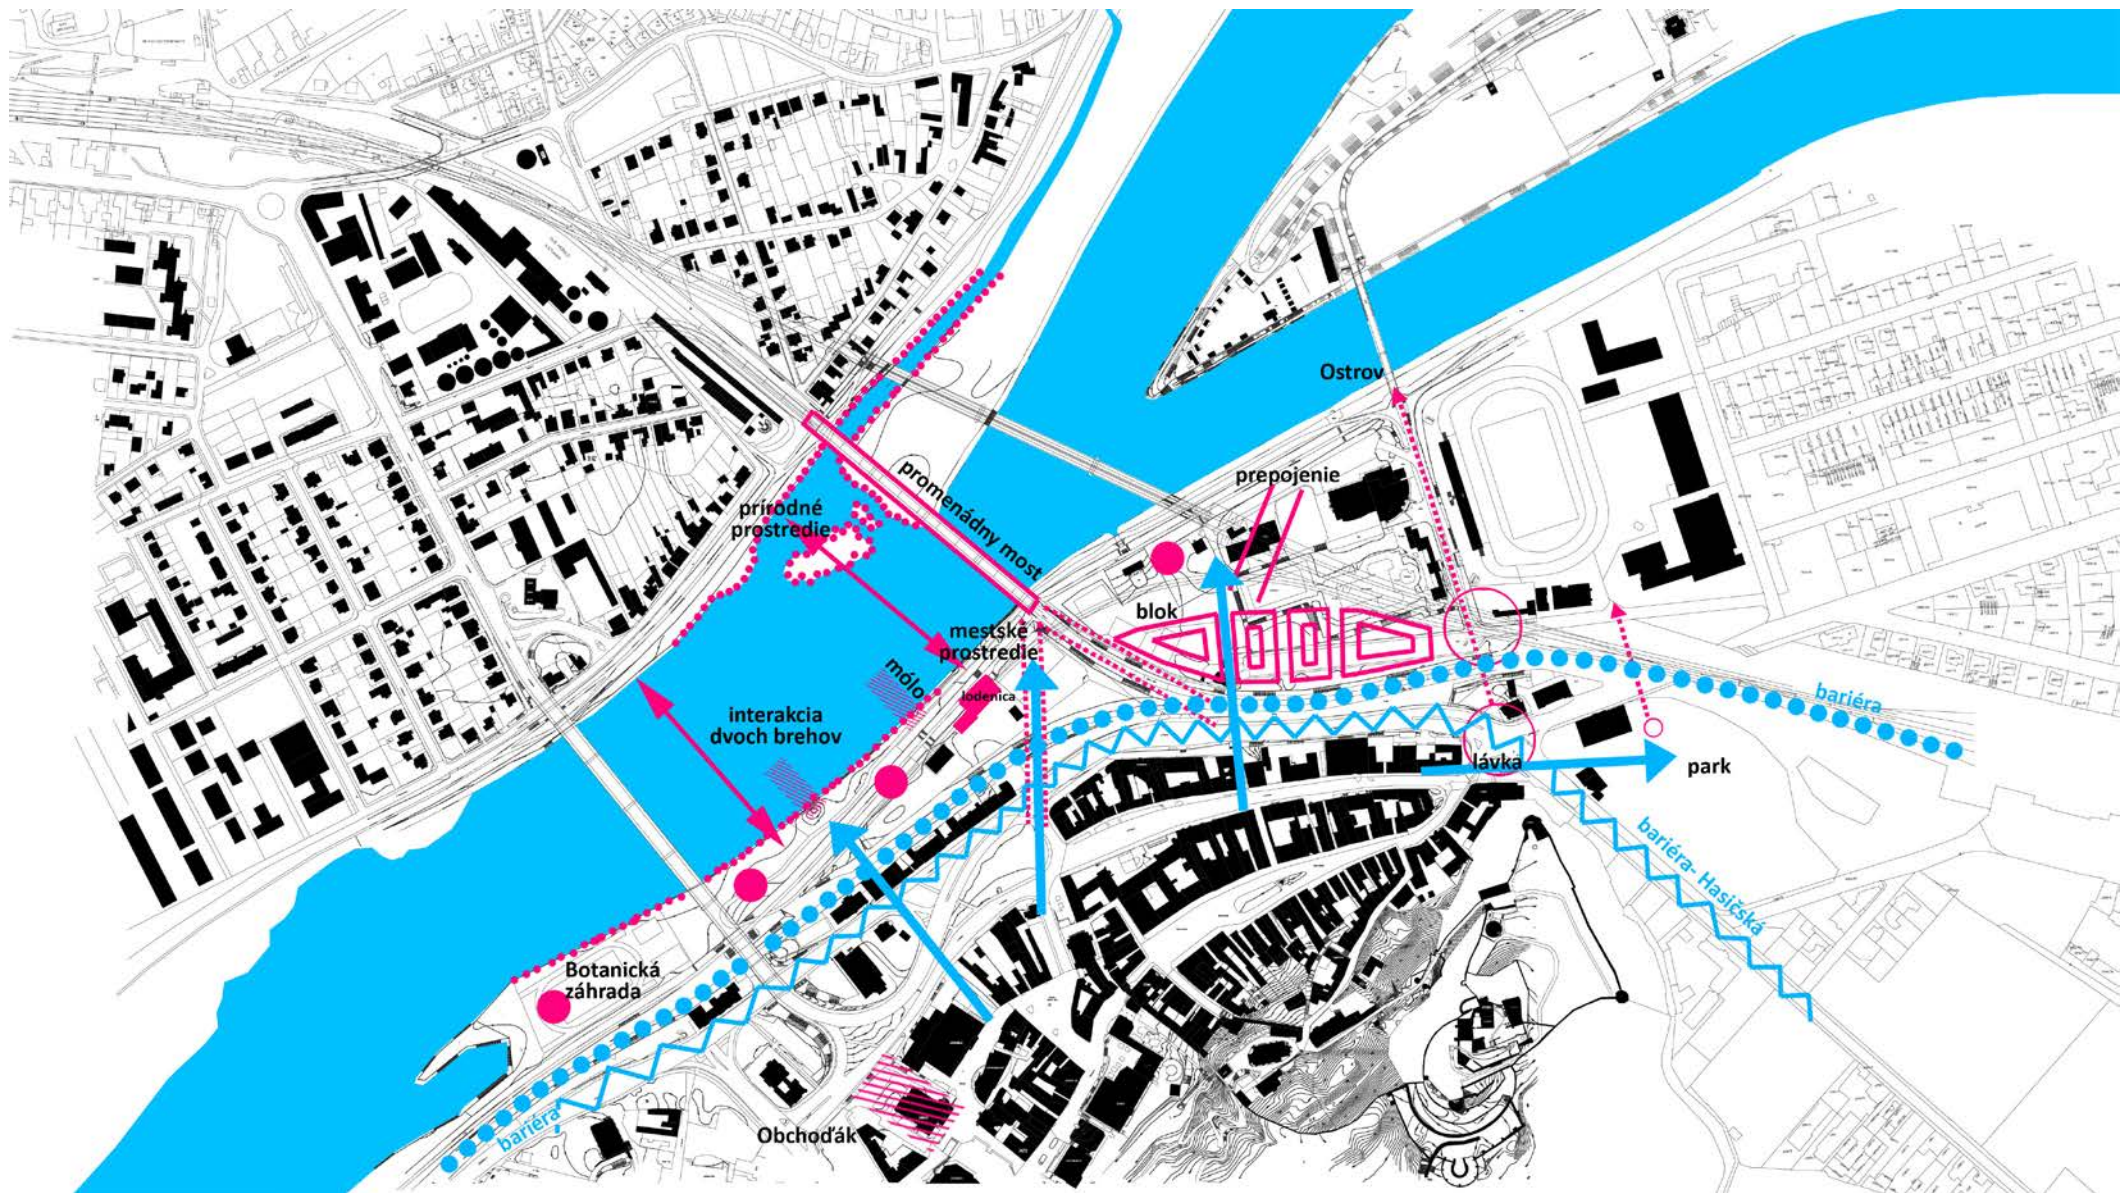 Ostrov
prepojenie
promenádny most
prírodné
prostredie
blok
mestské
prostredie
mólo
lodenica
bariéra
interakcia
dvoch brehov
lávka
park
bariéra- Hasičská
Botanická
záhrada
bariéra
Obchoďák